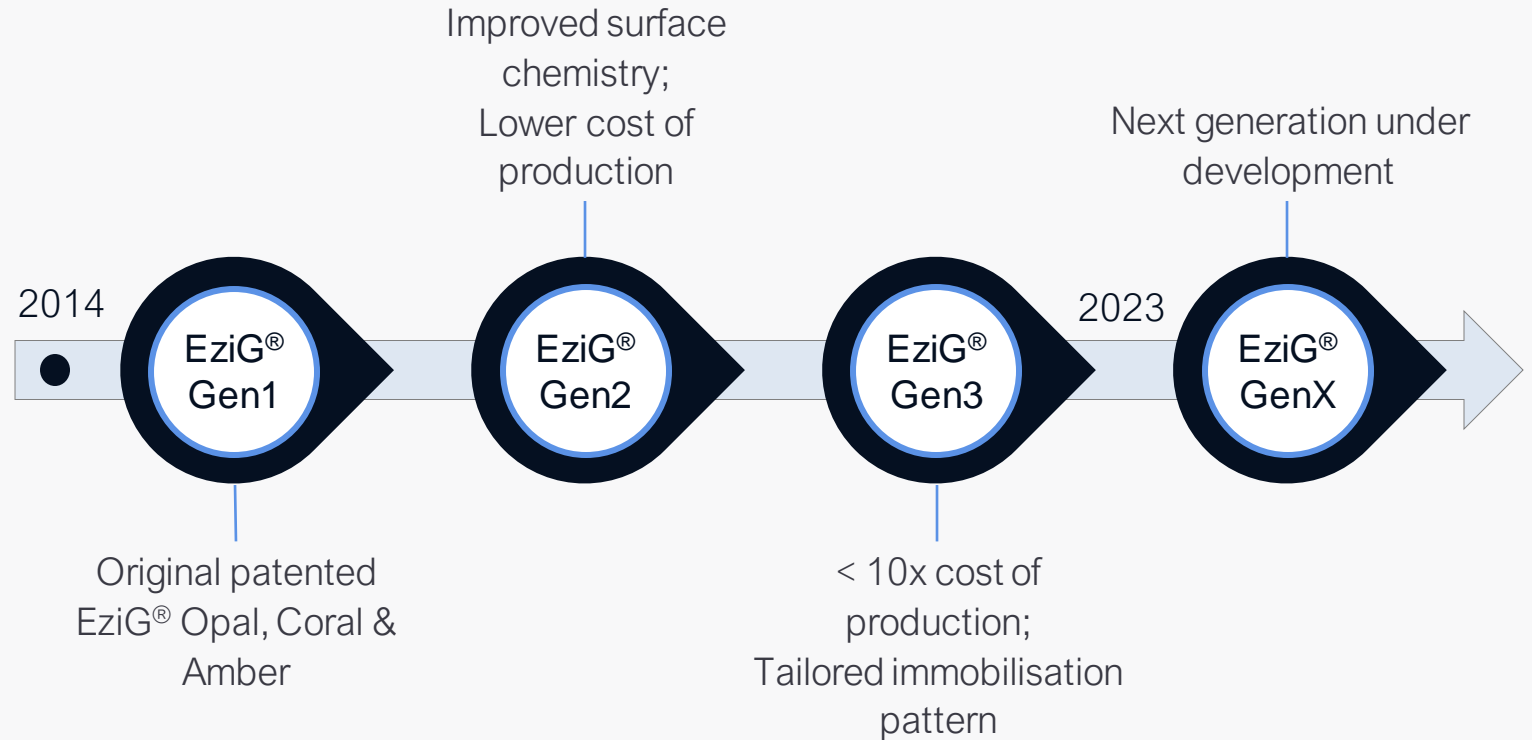 Improved surface
chemistry;
Lower cost of
production
Next generation under
development
2014
EziG®
Gen1
EziG®
Gen2
EziG®
Gen3
2023
EziG®
GenX
Original patented
EziG® Opal, Coral &
Amber
< 10x cost of
production;
Tailored immobilisation
pattern